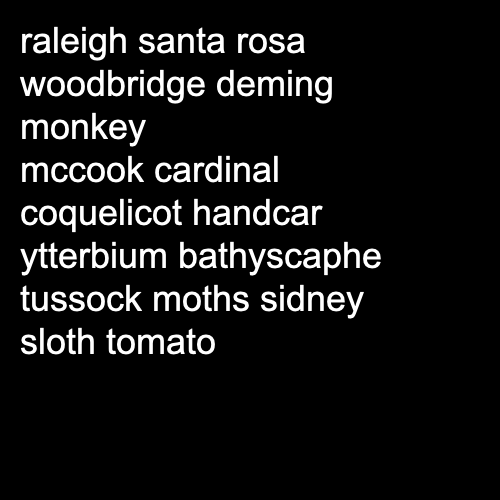 raleigh santa rosa
woodbridge deming
monkey
mccook cardinal
coquelicot handcar
ytterbium bathyscaphe
tussock moths sidney
sloth tomato